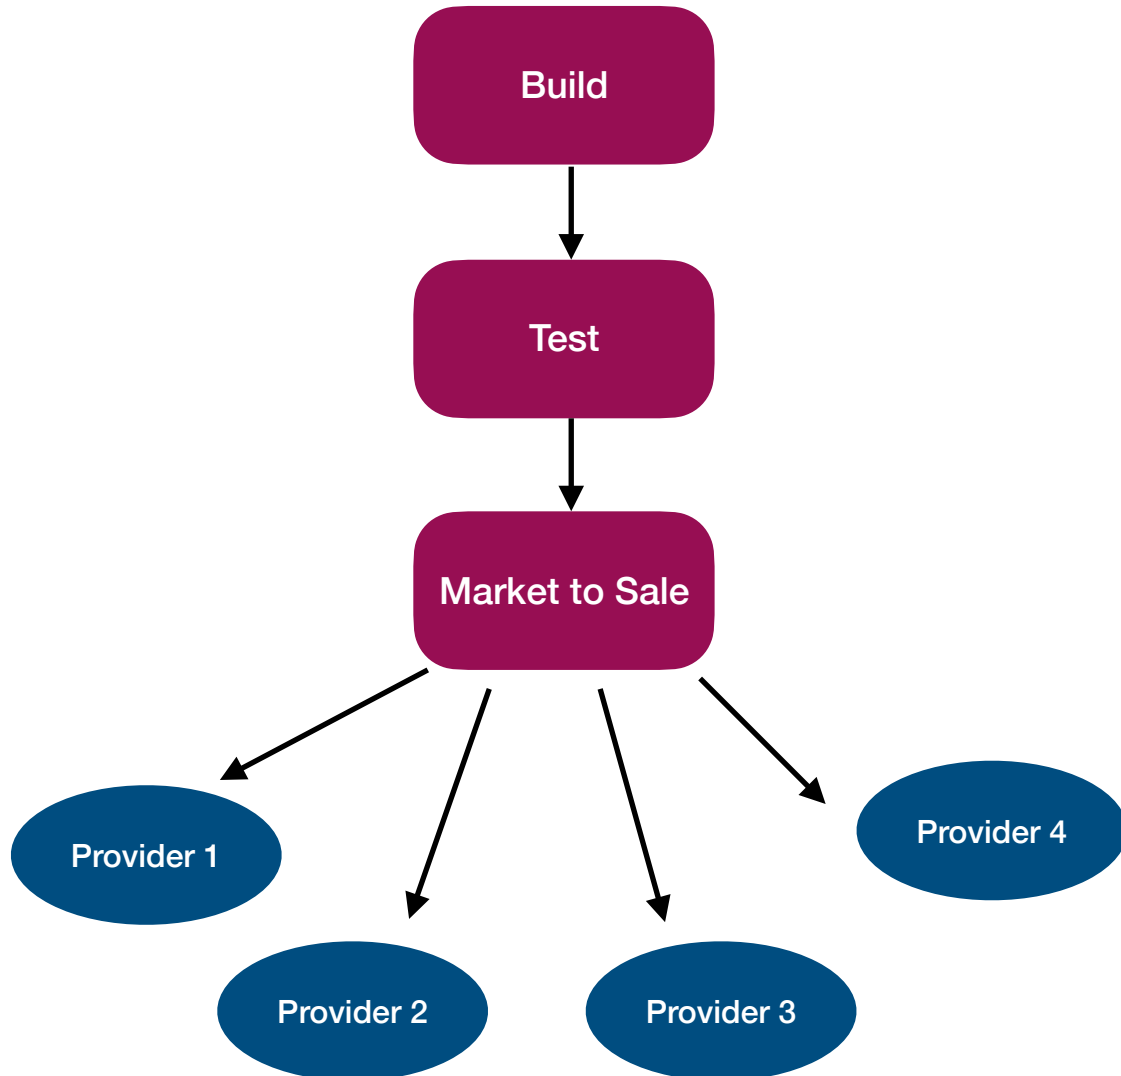 Build
Test
Market to Sale
Provider 1
Provider 4
Provider 2
Provider 3